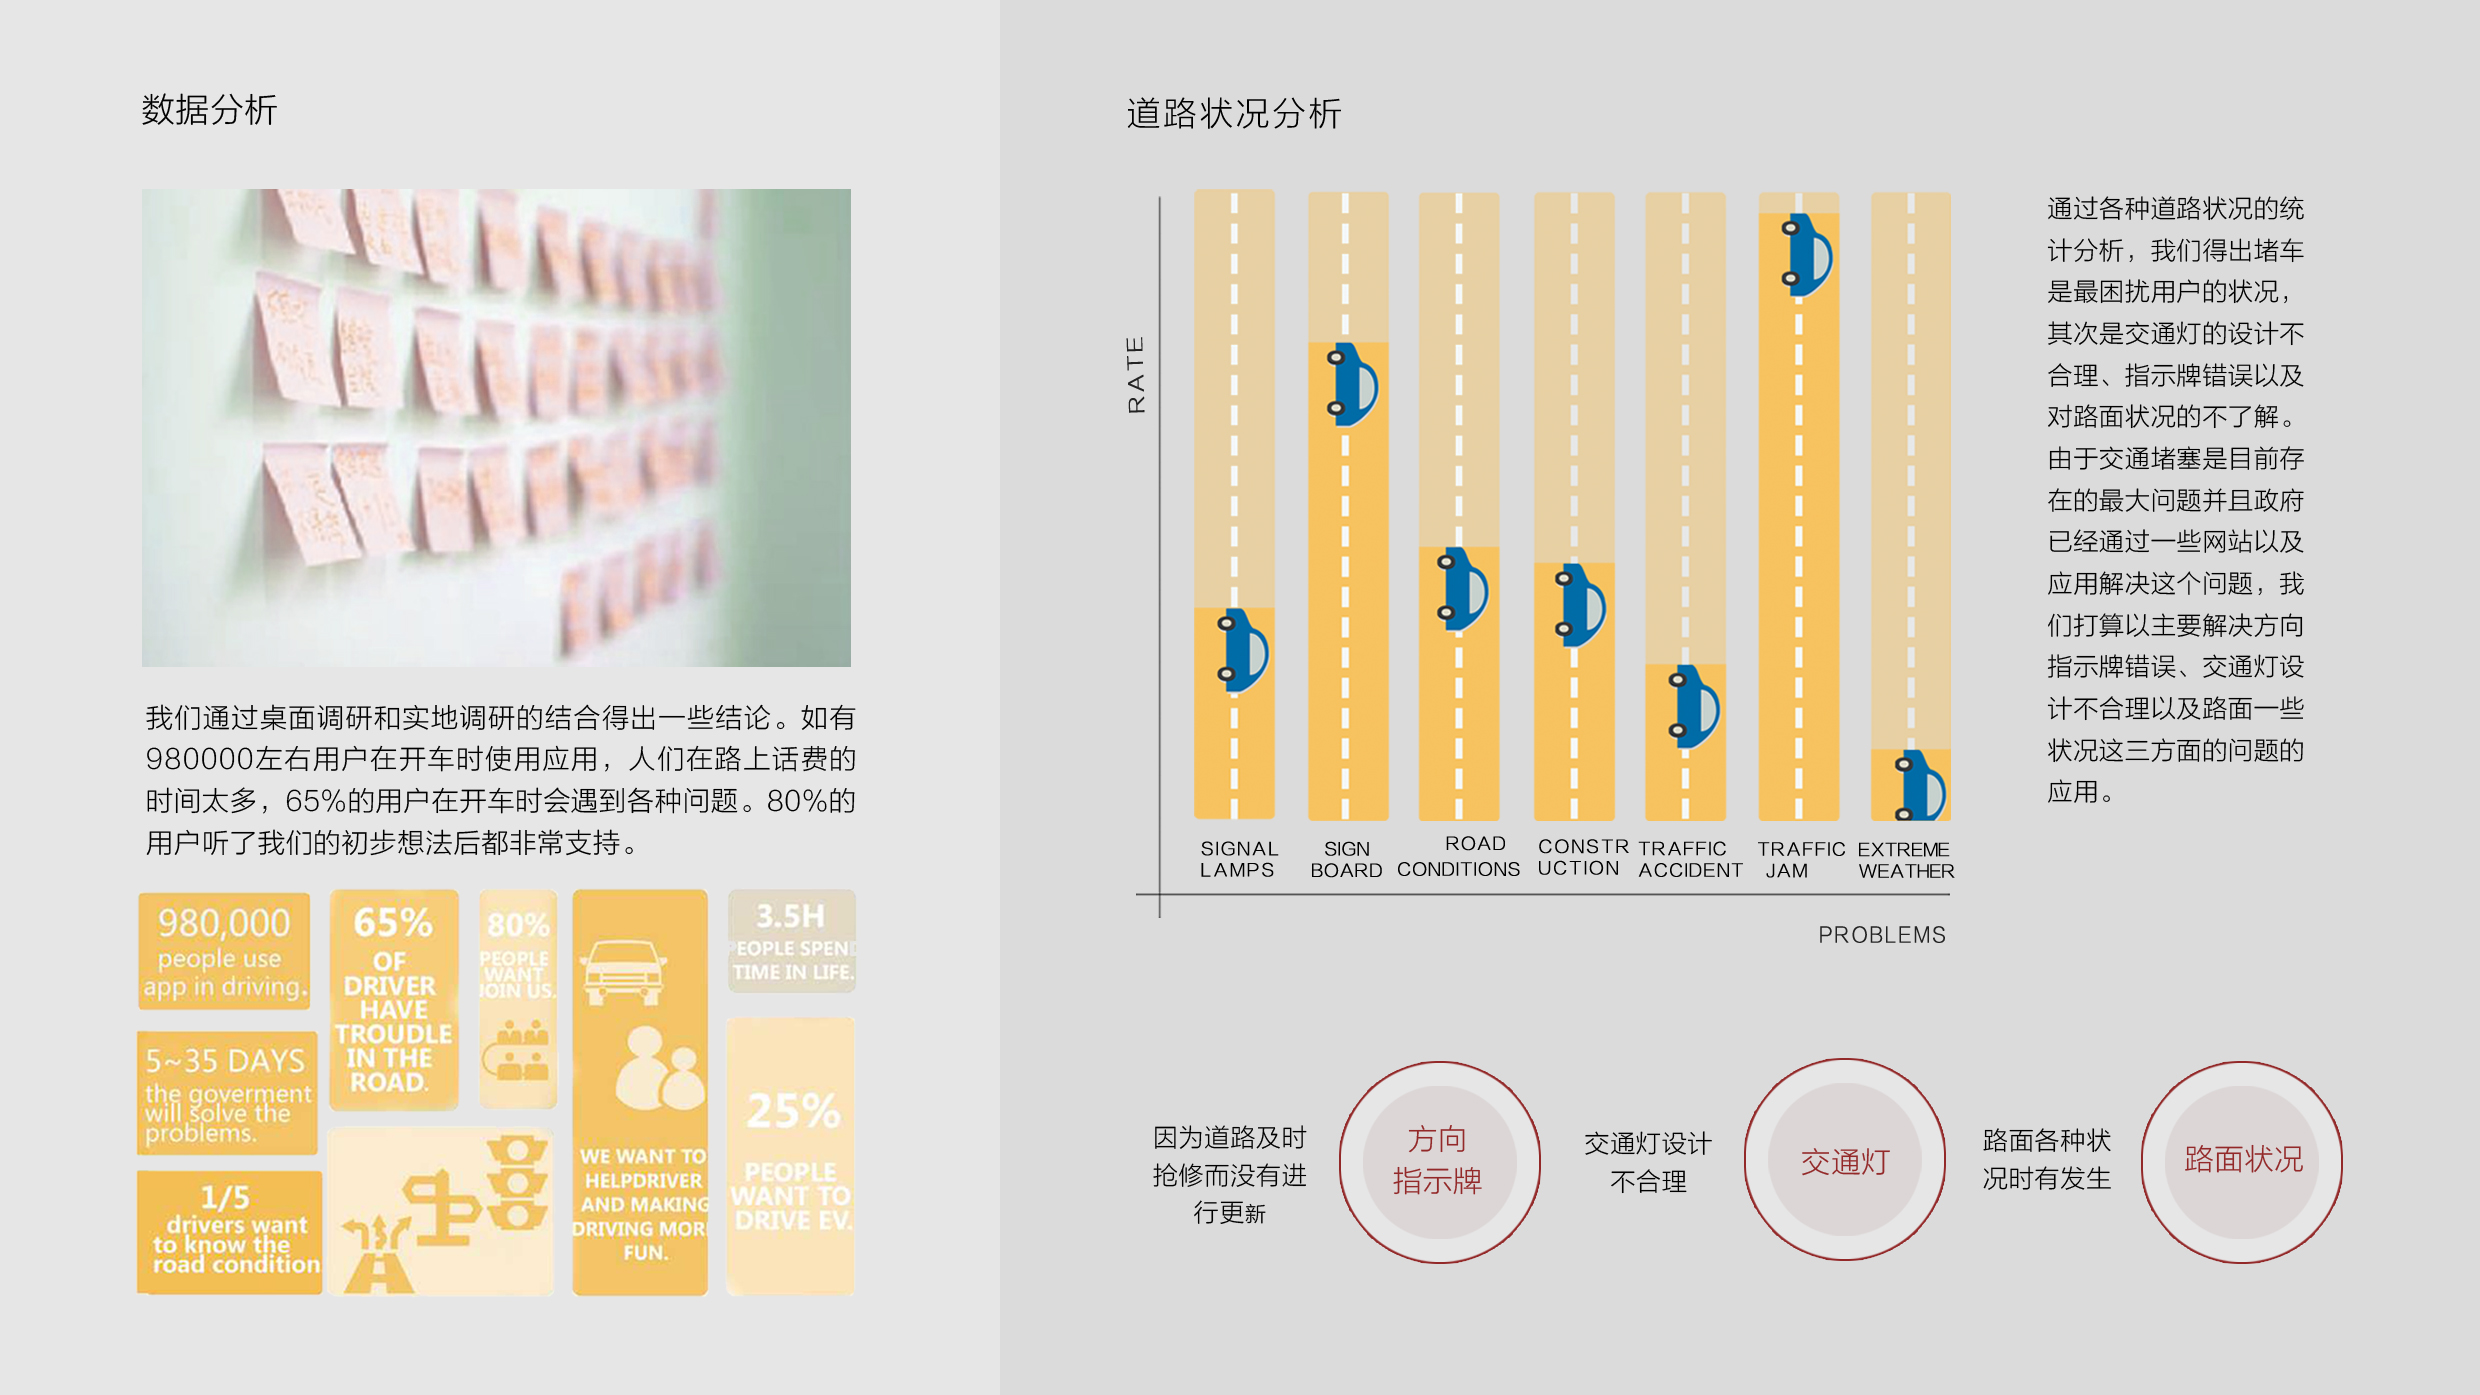 数据分析
我们通过桌面调研和实地调研的结合得出一些结论。如有
980000左右用户在开车时使用应用，人们在路上话费的
时间太多，65%的用户在开车时会遇到各种问题。80%的
用户听了我们的初步想法后都非常支持。
980,000
people use
app in driving.
5~35 DAYS
the goverment
will solve the
problems.
1/5
drivers want
to know the
road condition
65%
OF
DRIVER
HAVE
TROUDLE
IN THE
ROAD.
80%
PEOPLE
WANT
JOIN US.
WE WANT TO
HELPDRIVER
AND MAKING
DRIVING MORE
FUN.
3.5H
PEOPLE SPEND
TIME IN LIFE.
25%
PEOPLE
WANT TO
DRIVE EV.
道路状况分析
RATE
SIGNAL
LAMPS
SIGN
BOARD
ROAD
CONDITIONS
CONSTR
UCTION
TRAFFIC
ACCIDENT
TRAFFIC
JAM
EXTREME
WEATHER
PROBLEMS
通过各种道路状况的统
计分析，我们得出堵车
是最困扰用户的状况，
其次是交通灯的设计不
合理、指示牌错误以及
对路面状况的不了解。
由于交通堵塞是目前存
在的最大问题并且政府
已经通过一些网站以及
应用解决这个问题，我
们打算以主要解决方向
指示牌错误、交通灯设
计不合理以及路面一些
状况这三方面的问题的
应用。
因为道路及时
抢修而没有进
行更新
方向
指示牌
交通灯设计
不合理
交通灯
路面各种状
况时有发生
路面状况